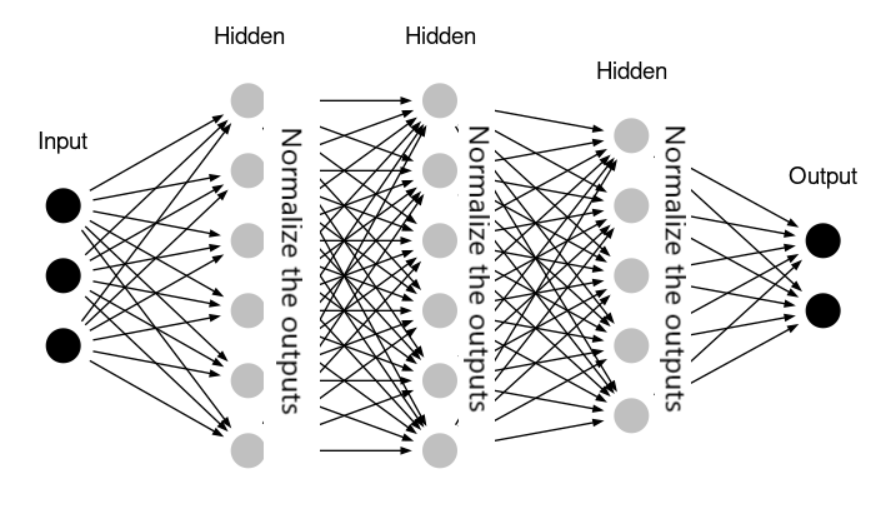 Input
Hidden
Normalize the outputs
Hidden
Normalize the outputs
Hidden
Normalize the outputs
Output